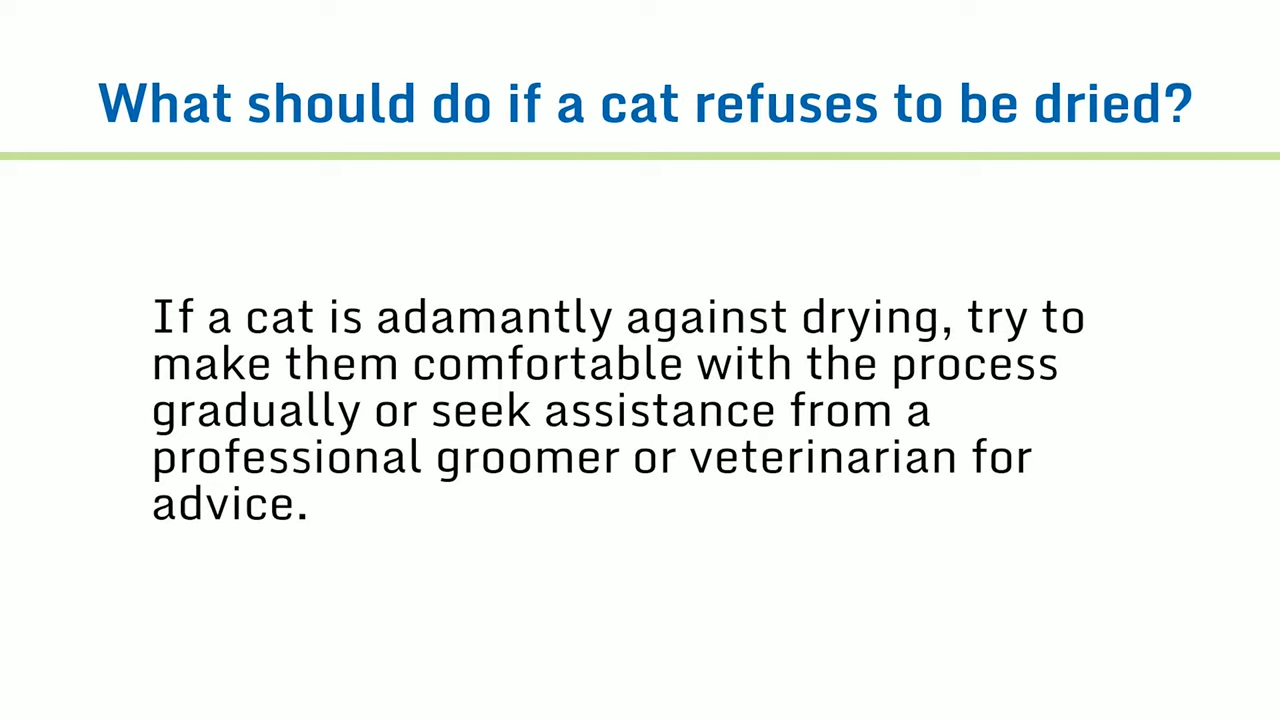 What should do if a cat refuses to be dried?
If a cat is adamantly against drying, try to
make them comfortable with the process
gradually or seek assistance from a
professional groomer or veterinarian for
advice.